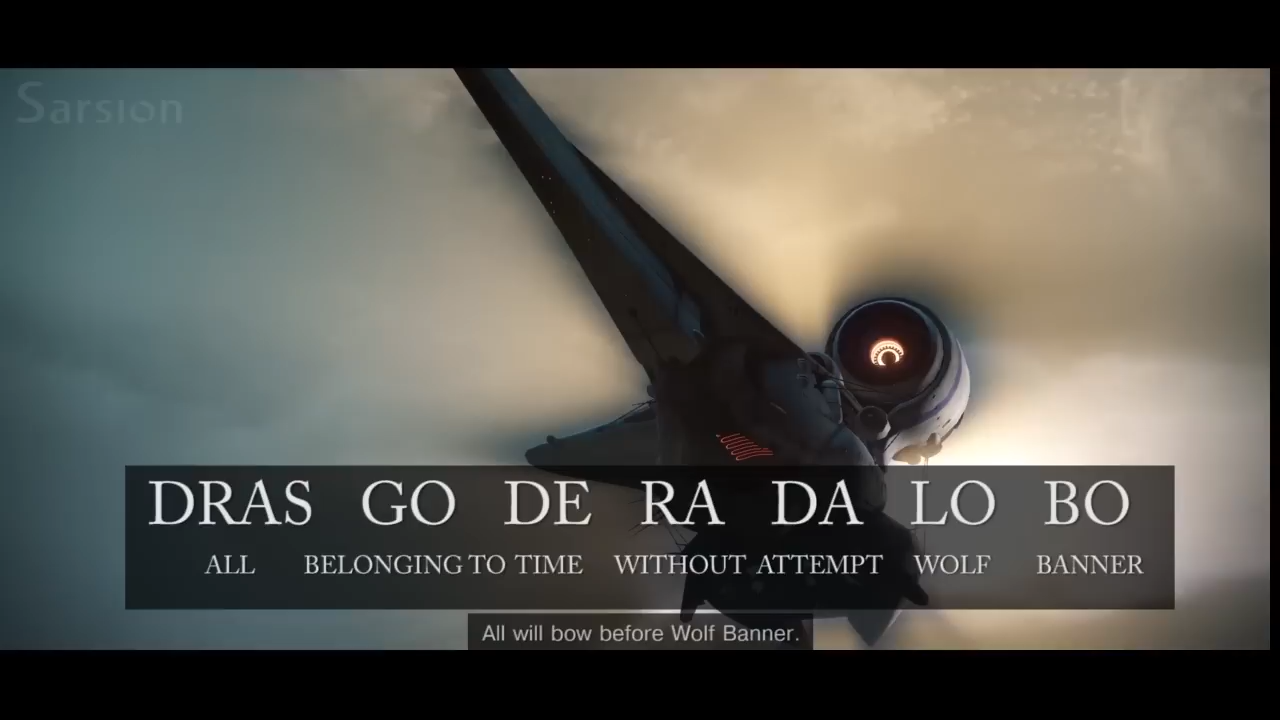 Sarsion
DRAS GO DE RA DA LO BO
ALL BELONGING TO TIME WITHOUT ATTEMPT WOLF BANNER
All will bow before Wolf Banner.